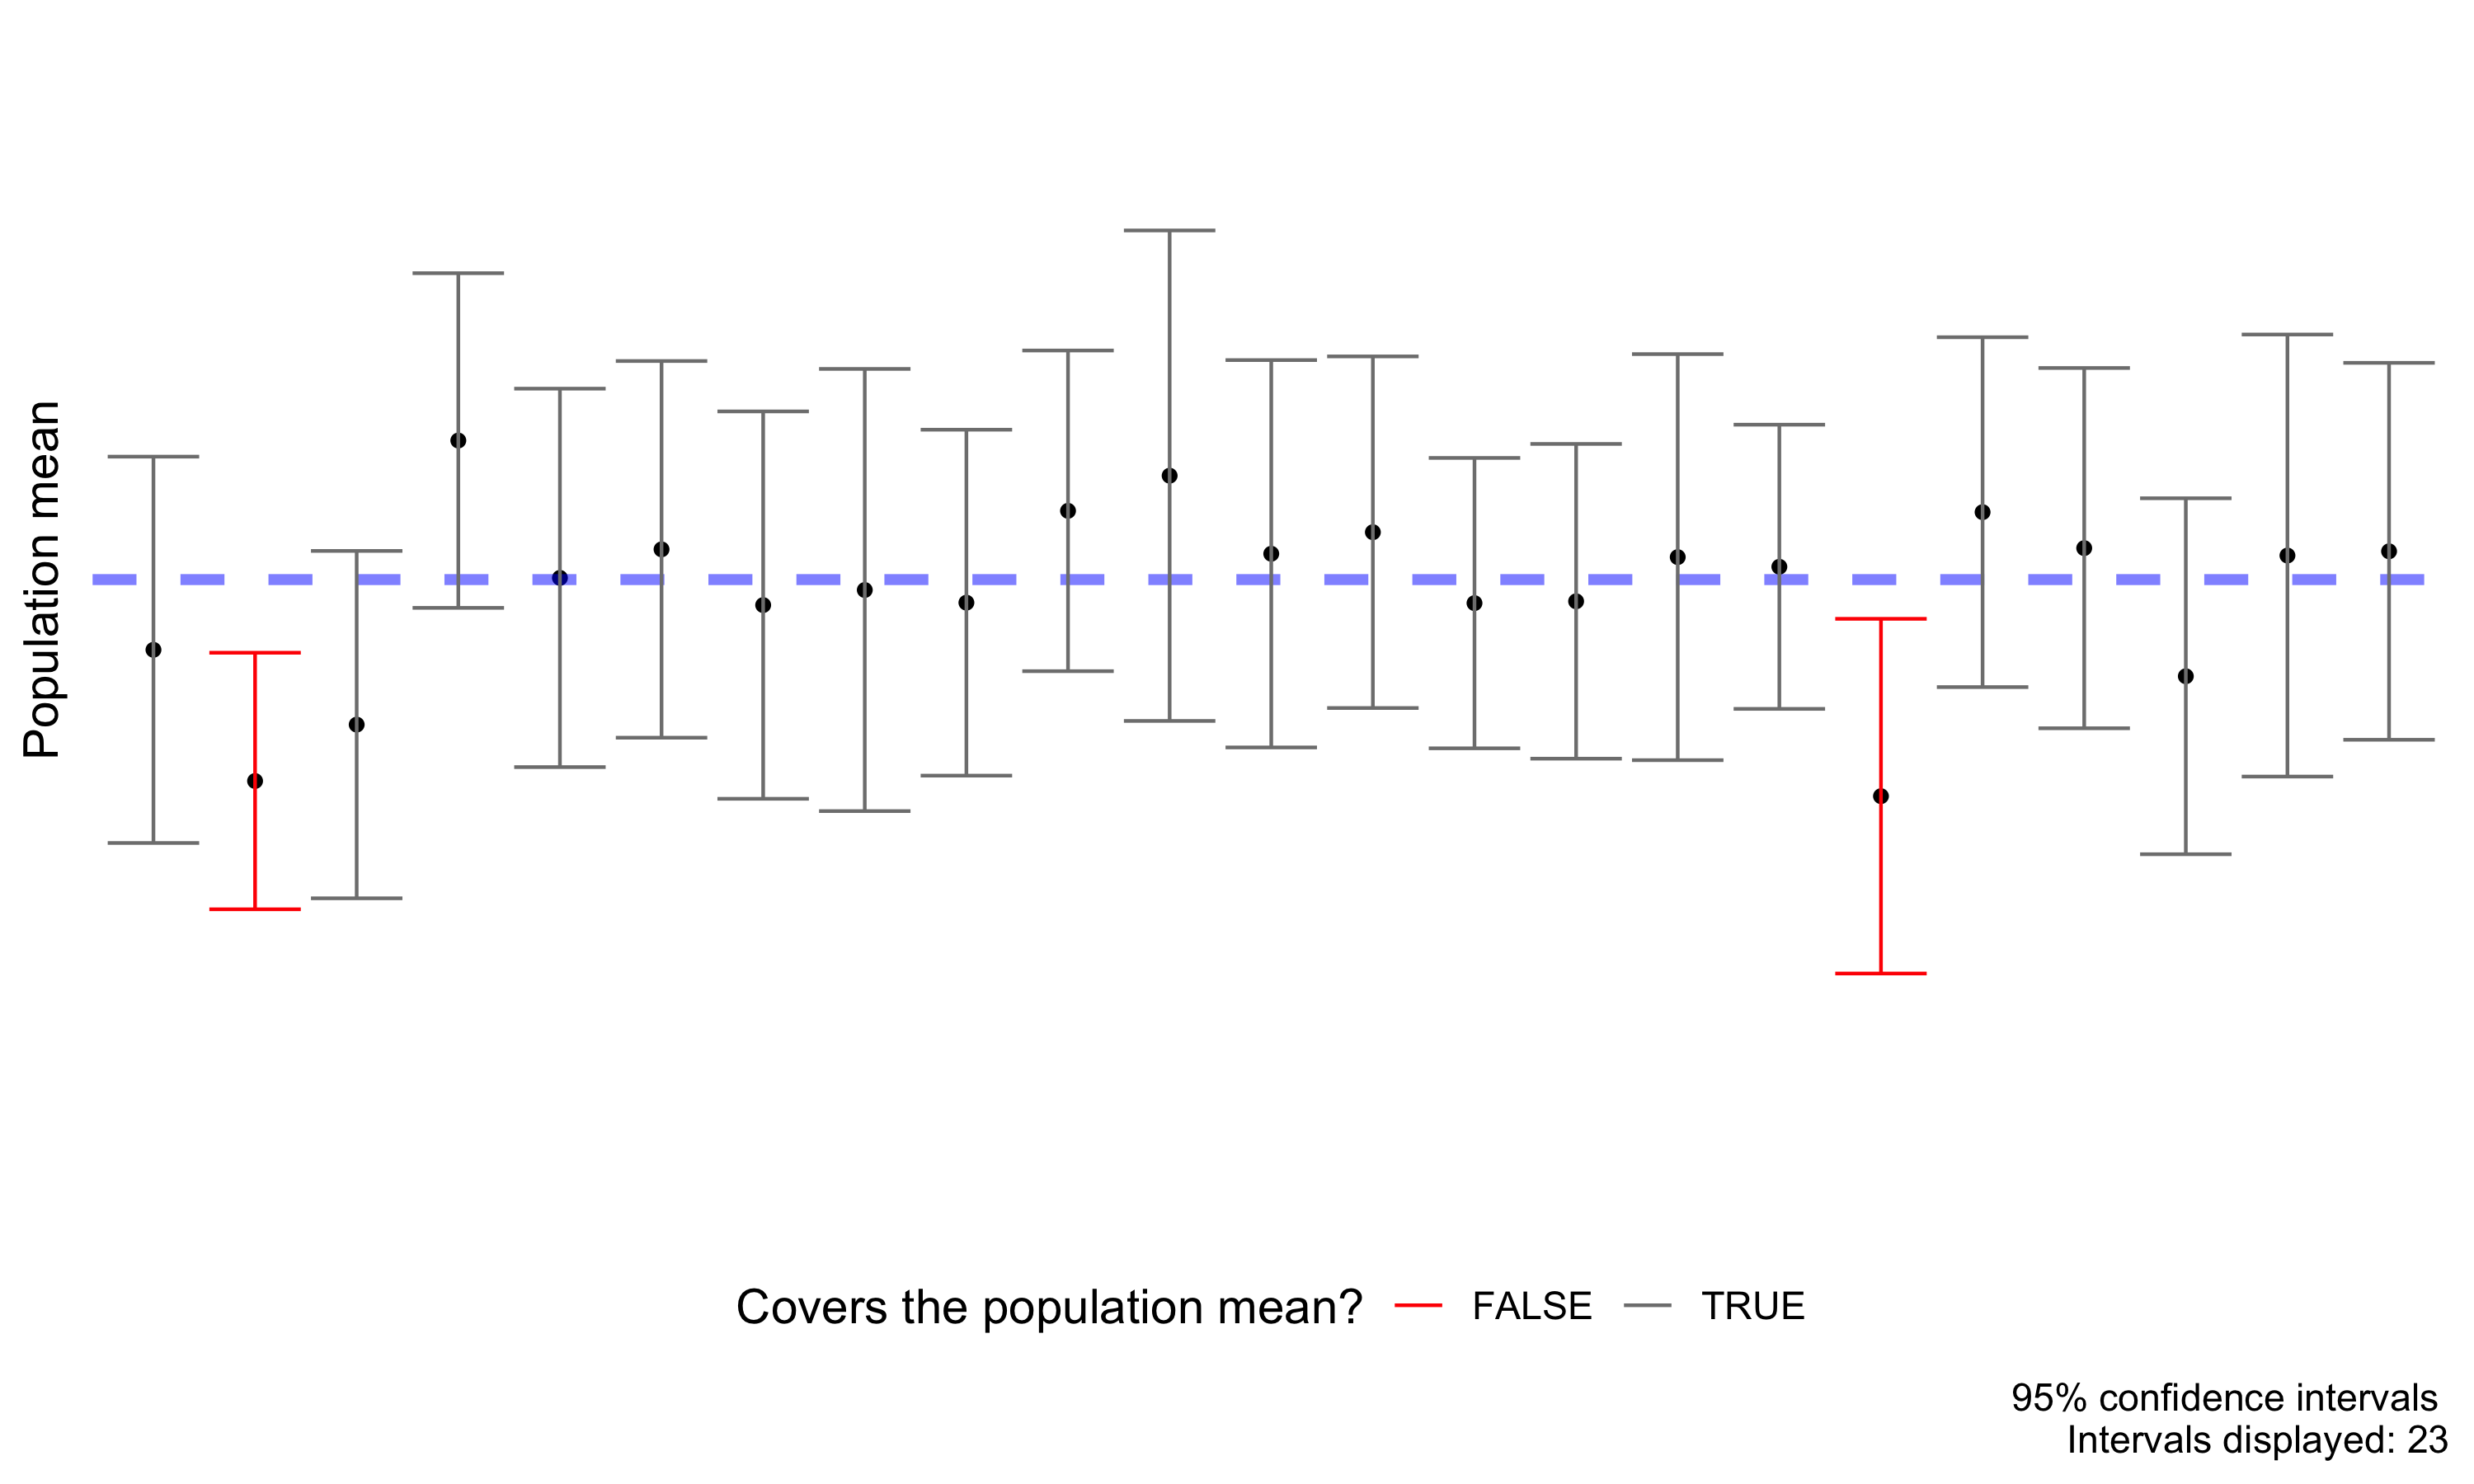 Population mean
Covers the population mean? FALSE TRUE
95% confidence intervals
Intervals displayed: 23